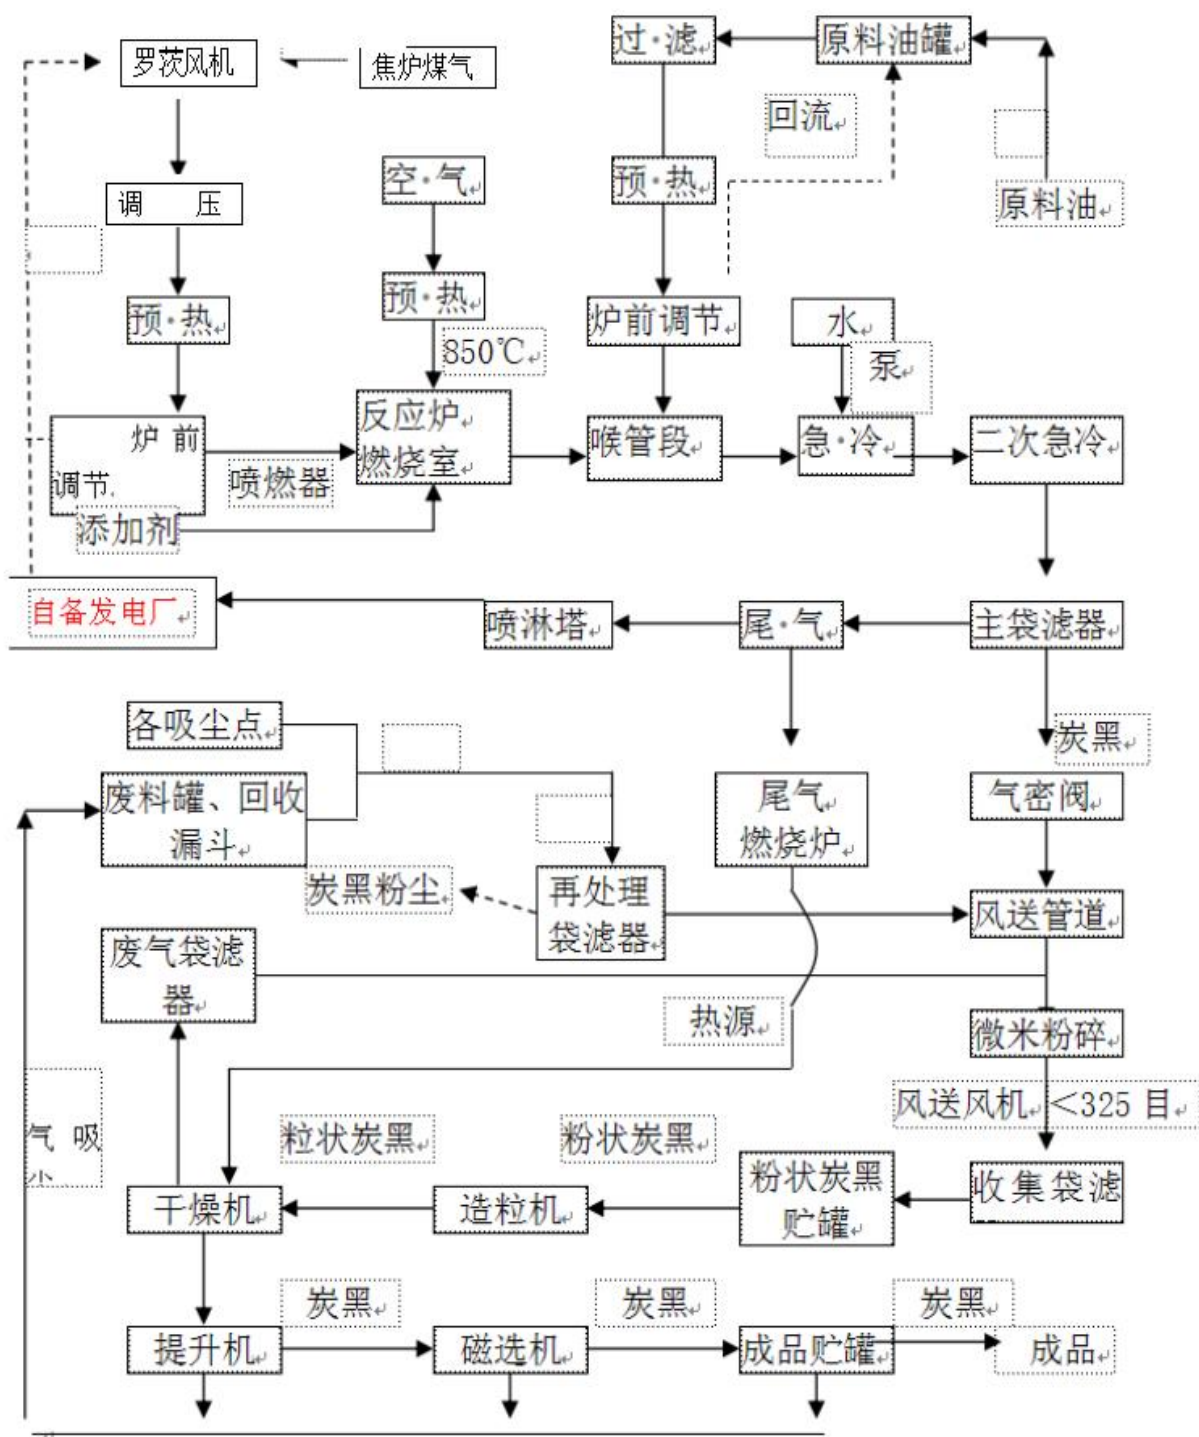 过·滤
原料油罐
罗茨风机
焦炉煤气
回流
空·气
预·热
原料油
调 压
预·热
预·热
炉前调节
水
850℃
泵
反应炉
燃烧室
炉 前
调节
喷燃器
喉管段
急·冷
二次急冷
添加剂
自备发电厂
喷淋塔
尾·气
主袋滤器
各吸尘点
炭黑
废料罐、回收
漏斗
尾气
燃烧炉
气密阀
炭黑粉尘
再处理
袋滤器
风送管道
废气袋滤
器
热源
微米粉碎
风送风机
<325 目
气 吸
粒状炭黑
粉状炭黑
干燥机
造粒机
粉状炭黑
贮罐
收集袋滤
炭黑
炭黑
炭黑
提升机
磁选机
成品贮罐
成品